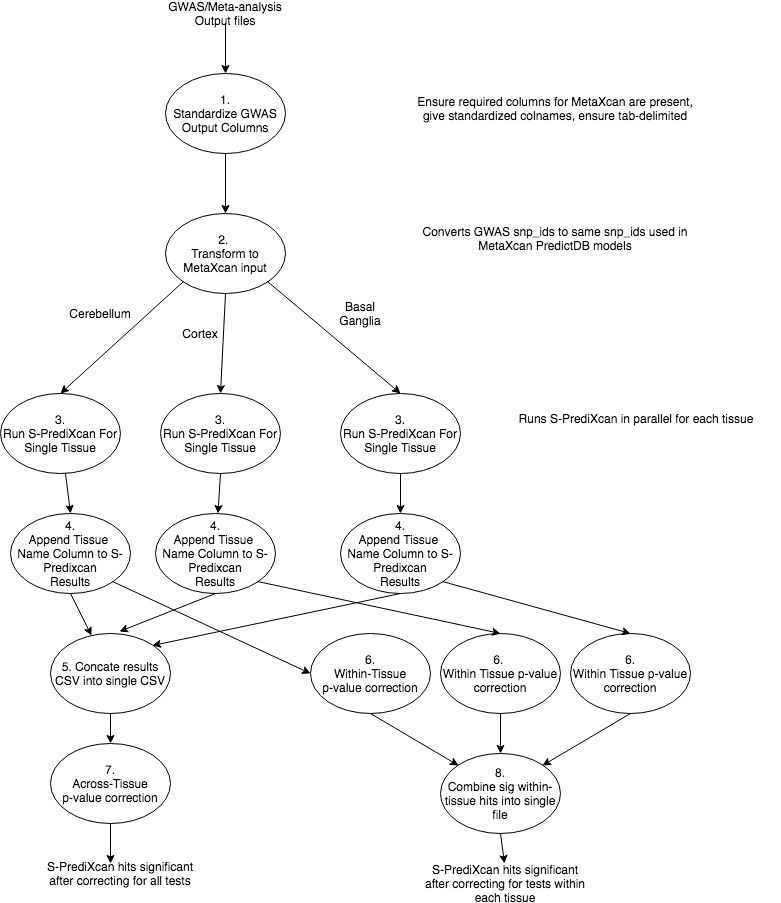 GWAS/Meta-analysis
Output files
1.
Standardize GWAS
Output Columns
Ensure required columns for MetaXcan are present,
give standardized colnames, ensure tab-delimited
2.
Transform to
MetaXcan input
Converts GWAS snp_ids to same snp_ids used in
MetaXcan PredictDB models
Cerebellum
Cortex
Basal
Ganglia
3.
Run S-PrediXcan For
Single Tissue
3.
Run S-PrediXcan For
Single Tissue
3.
Run S-PrediXcan For
Single Tissue
Runs S-PrediXcan in parallel for each tissue
4.
Append Tissue
Name Column to S-
Predixcan
Results
4.
Append Tissue
Name Column to S-
Predixcan
Results
4.
Append Tissue
Name Column to S-
Predixcan
Results
5. Concate results
CSV into single CSV
6.
Within-Tissue
p-value correction
6.
Within Tissue p-value
correction
6.
Within Tissue p-value
correction
7.
Across-Tissue
p-value correction
8.
Combine sig within-
tissue hits into single
file
S-PrediXcan hits significant
after correcting for all tests
S-PrediXcan hits significant
after correcting for tests within
each tissue